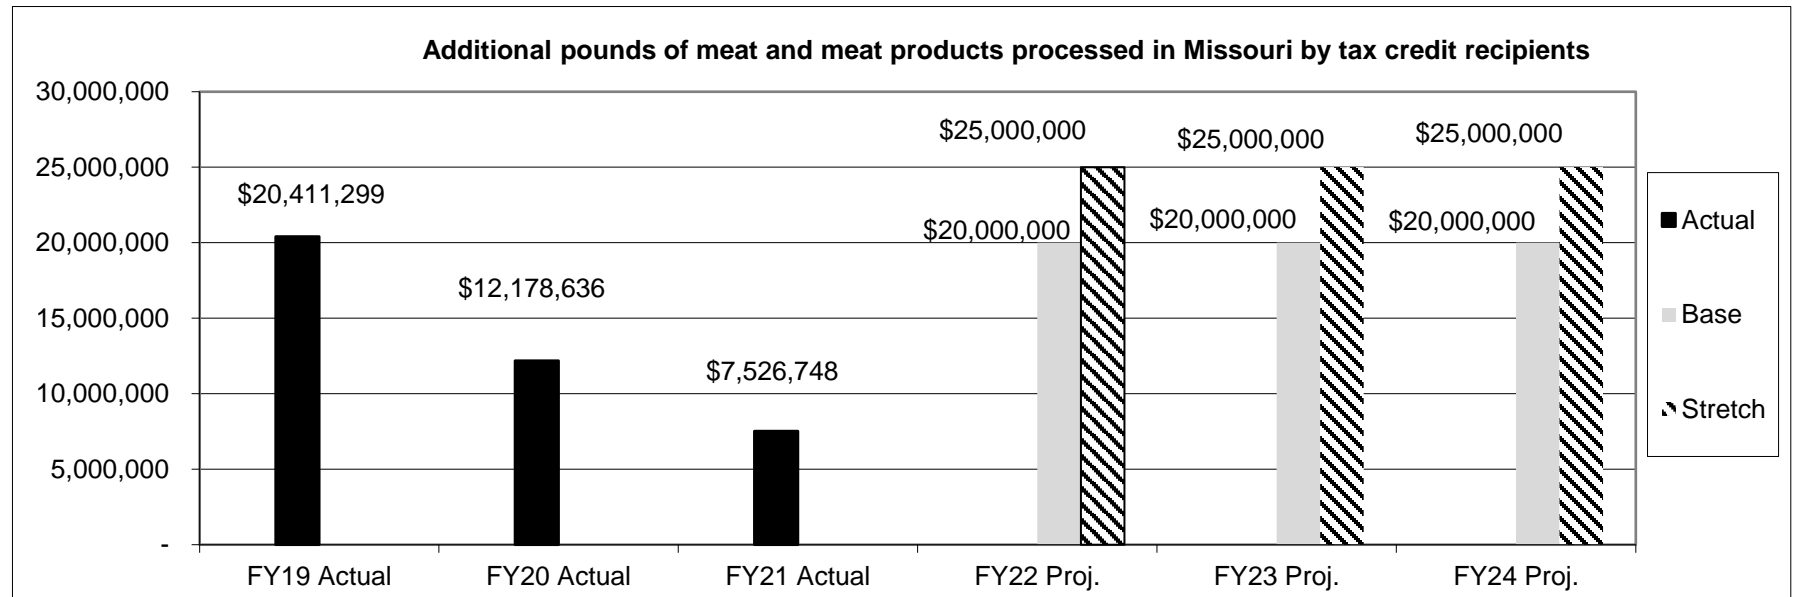 Additional pounds of meat and meat products processed in Missouri by tax credit recipients
30,000,000
25,000,000
20,000,000
15,000,000
10,000,000
5,000,000
-
$20,411,299
$12,178,636
$7,526,748
$20,000,000
$25,000,000
$20,000,000
$25,000,000
$20,000,000
$25,000,000
FY19 Actual
FY20 Actual
FY21 Actual
FY22 Proj.
FY23 Proj.
FY24 Proj.
Actual
Base
Stretch